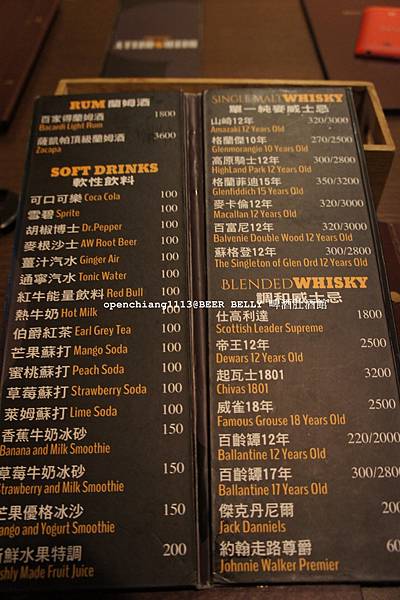 RUM 蘭姆酒
百家得蘭姆酒 1800
Bacardi Light Rum
薩凱帕頂級蘭姆酒 3600
Zacapa
SOFT DRINKS
軟性飲料
可口可樂 Coca Cola 100
雪碧 Sprite 100
胡椒博士 Dr.Pepper 100
麥根沙士 AW Root Beer 100
薑汁汽水 Ginger Air 100
通寧汽水 Tonic Water 100
紅牛能量飲料 Red Bull 100
熱牛奶 Hot Milk 100
伯爵紅茶 Earl Grey Tea 100
芒果蘇打 Mango Soda 100
蜜桃蘇打 Peach Soda 100
草莓蘇打 Strawberry Soda 100
萊姆蘇打 Lime Soda 100
香蕉牛奶冰砂 150
Banana and Milk Smoothie
草莓牛奶冰砂 150
Strawberry and Milk Smoothie
芒果優格冰沙 150
Mango and Yogurt Smoothie
新鮮水果特調 200
shly Made Fruit Juice
SINGLE MALT WHISKY
單一純麥威士忌
山崎12年 320/3000
Amazaki 12 Years Old
格蘭傑10年 270/2500
Glenmorangie 10 Years Old
高原騎士12年 300/2800
HighLand Park 12 Years Old
格蘭菲迪15年 350/3200
Glenfiddich 15 Years Old
麥卡倫12年 320/3000
Macallan 12 Years Old
百富尼12年 320/3000
Balvenie Double Wood 12 Years Old
蘇格登12年 300/2800
The Singleton of Glen Ord 12 Years Old
BLENDED WHISKY
調和威士忌
openchiang1113@BEER BELLY 啤酒肚酒館
仕高利達 1800
Scottish Leader Supreme
帝王12年 2500
Dewars 12 Years Old
起瓦士1801 3200
Chivas 1801
威雀18年 2500
Famous Grouse 18 Years Old
百齡譚12年 220/2000
Ballantine 12 Years Old
百齡譚17年 300/2800
Ballantine 17 Years Old
傑克丹尼爾 200
Jack Danniels
約翰走路尊爵 60
Johnnie Walker Premier